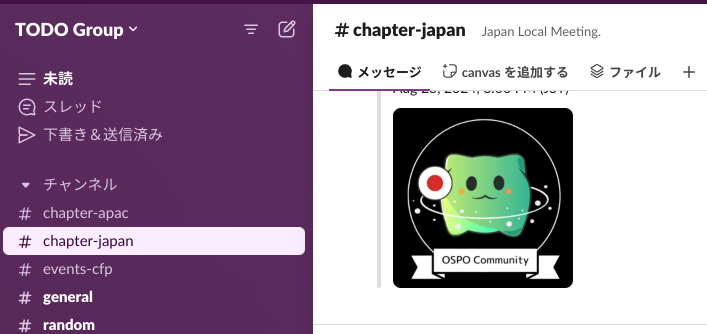 TODO Group
未読
スレッド
下書き＆送信済み
チャンネル
# chapter-apac
# chapter-japan
# events-cfp
# general
# random
# chapter-japan Japan Local Meeting.
メッセージ canvas を追加する ファイル +
OSPO Community